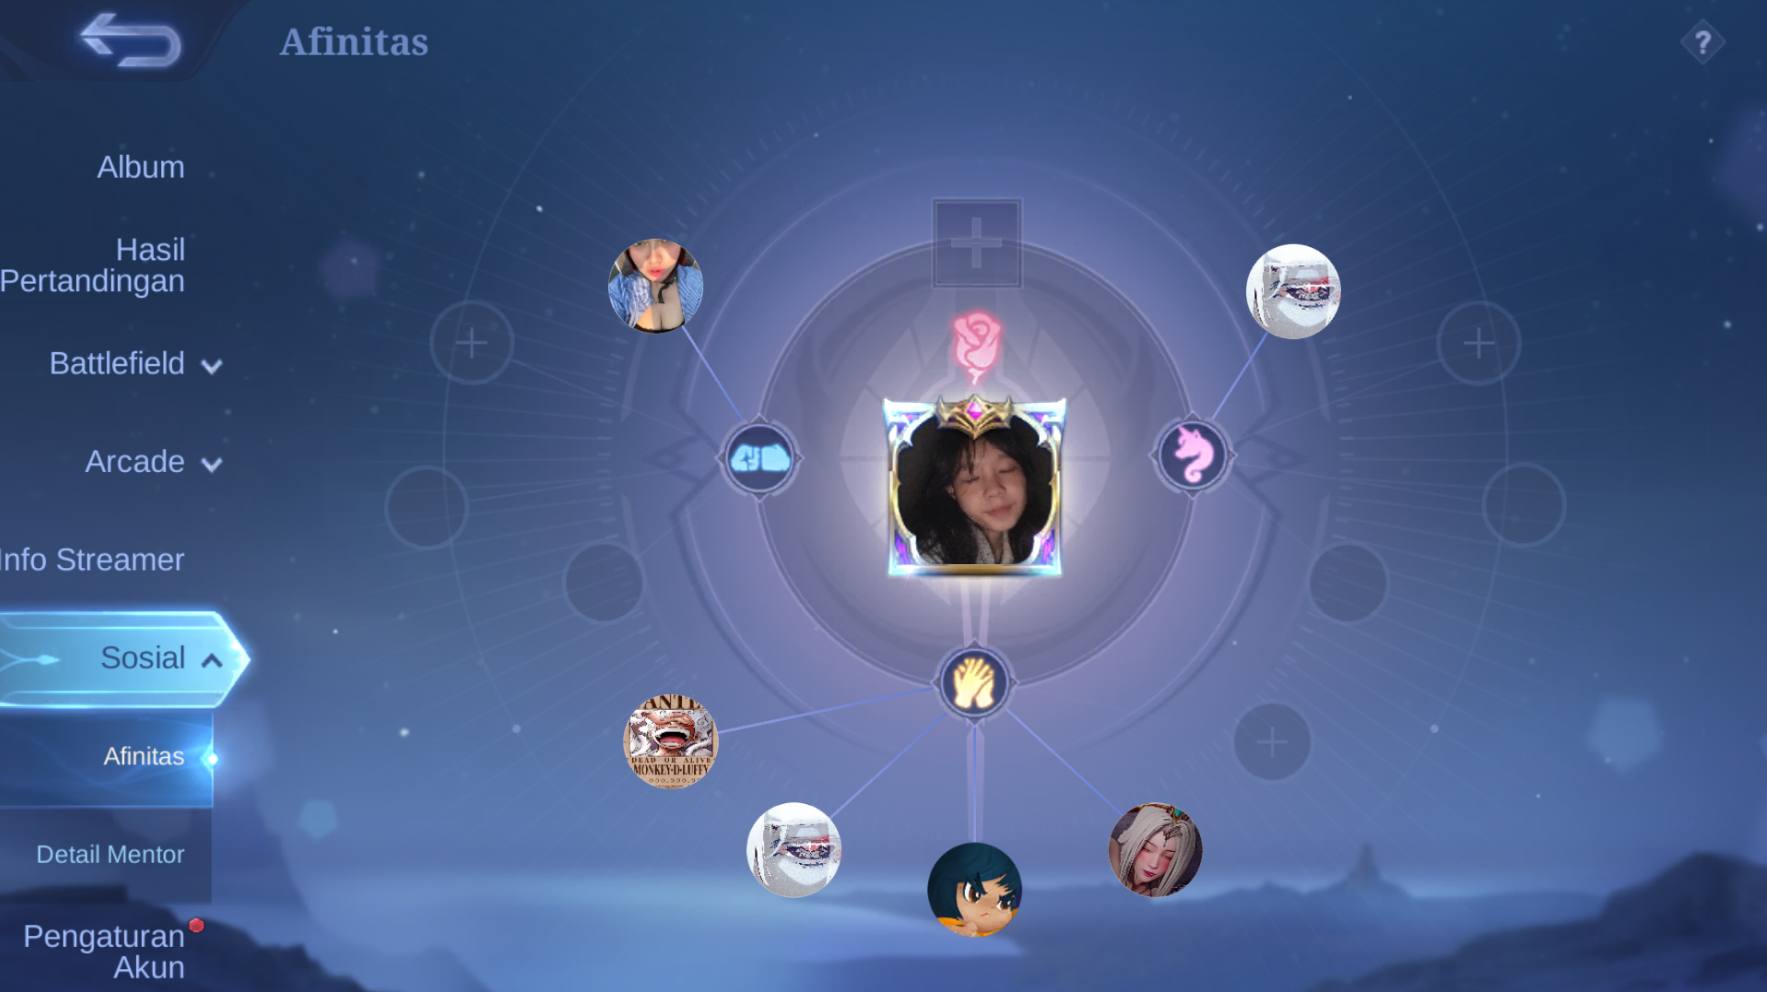 Afinitas
?
Album
Hasil
Pertandingan
Battlefield
Arcade
Info Streamer
Sosial
Afinitas
Detail Mentor
Pengaturan
Akun
DEAD OR ALIVE
MONKEY·D·LUFFY